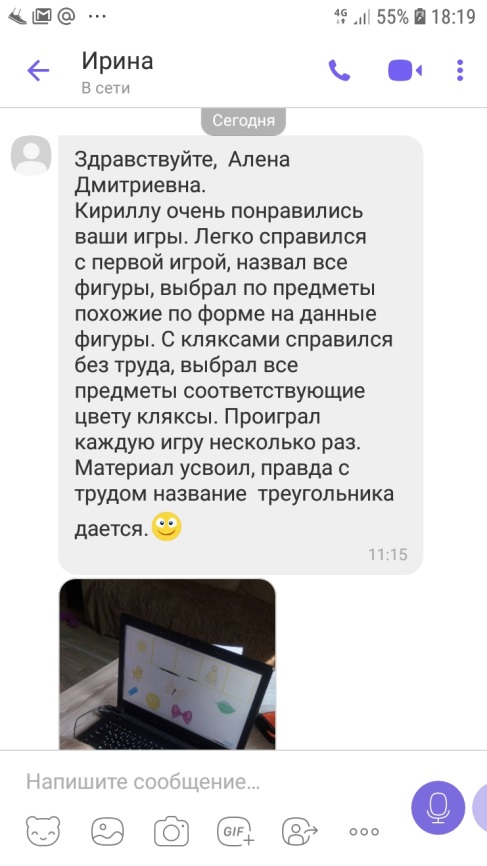 4G 55% 18:19
Ирина
В сети
Сегодня
Здравствуйте, Алена
Дмитриевна.
Кириллу очень понравились
ваши игры. Легко справился
с первой игрой, назвал все
фигуры, выбрал по предметы
похожие по форме на данные
фигуры. С кляксами справился
без труда, выбрал все
предметы соответствующие
цвету кляксы. Проиграл
каждую игру несколько раз.
Материал усвоил, правда с
трудом название треугольника
дается.
11:15
Напишите сообщение...
GIF